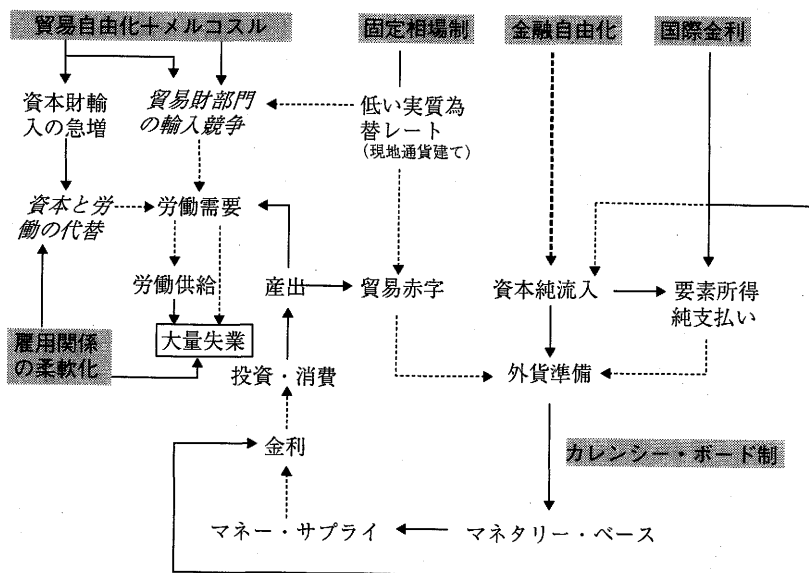 貿易自由化＋メルコスル
固定相場制
金融自由化
国際金利
資本財輸
入の急増
貿易財部門
の輸入競争
低い実質為
替レート
(現地通貨建て)
資本と労
働の代替
労働需要
労働供給
産出
貿易赤字
資本純流入
要素所得
純支払い
大量失業
雇用関係
の柔軟化
投資・消費
外貨準備
金利
カレンシー・ボード制
マネー・サプライ
マネタリー・ベース